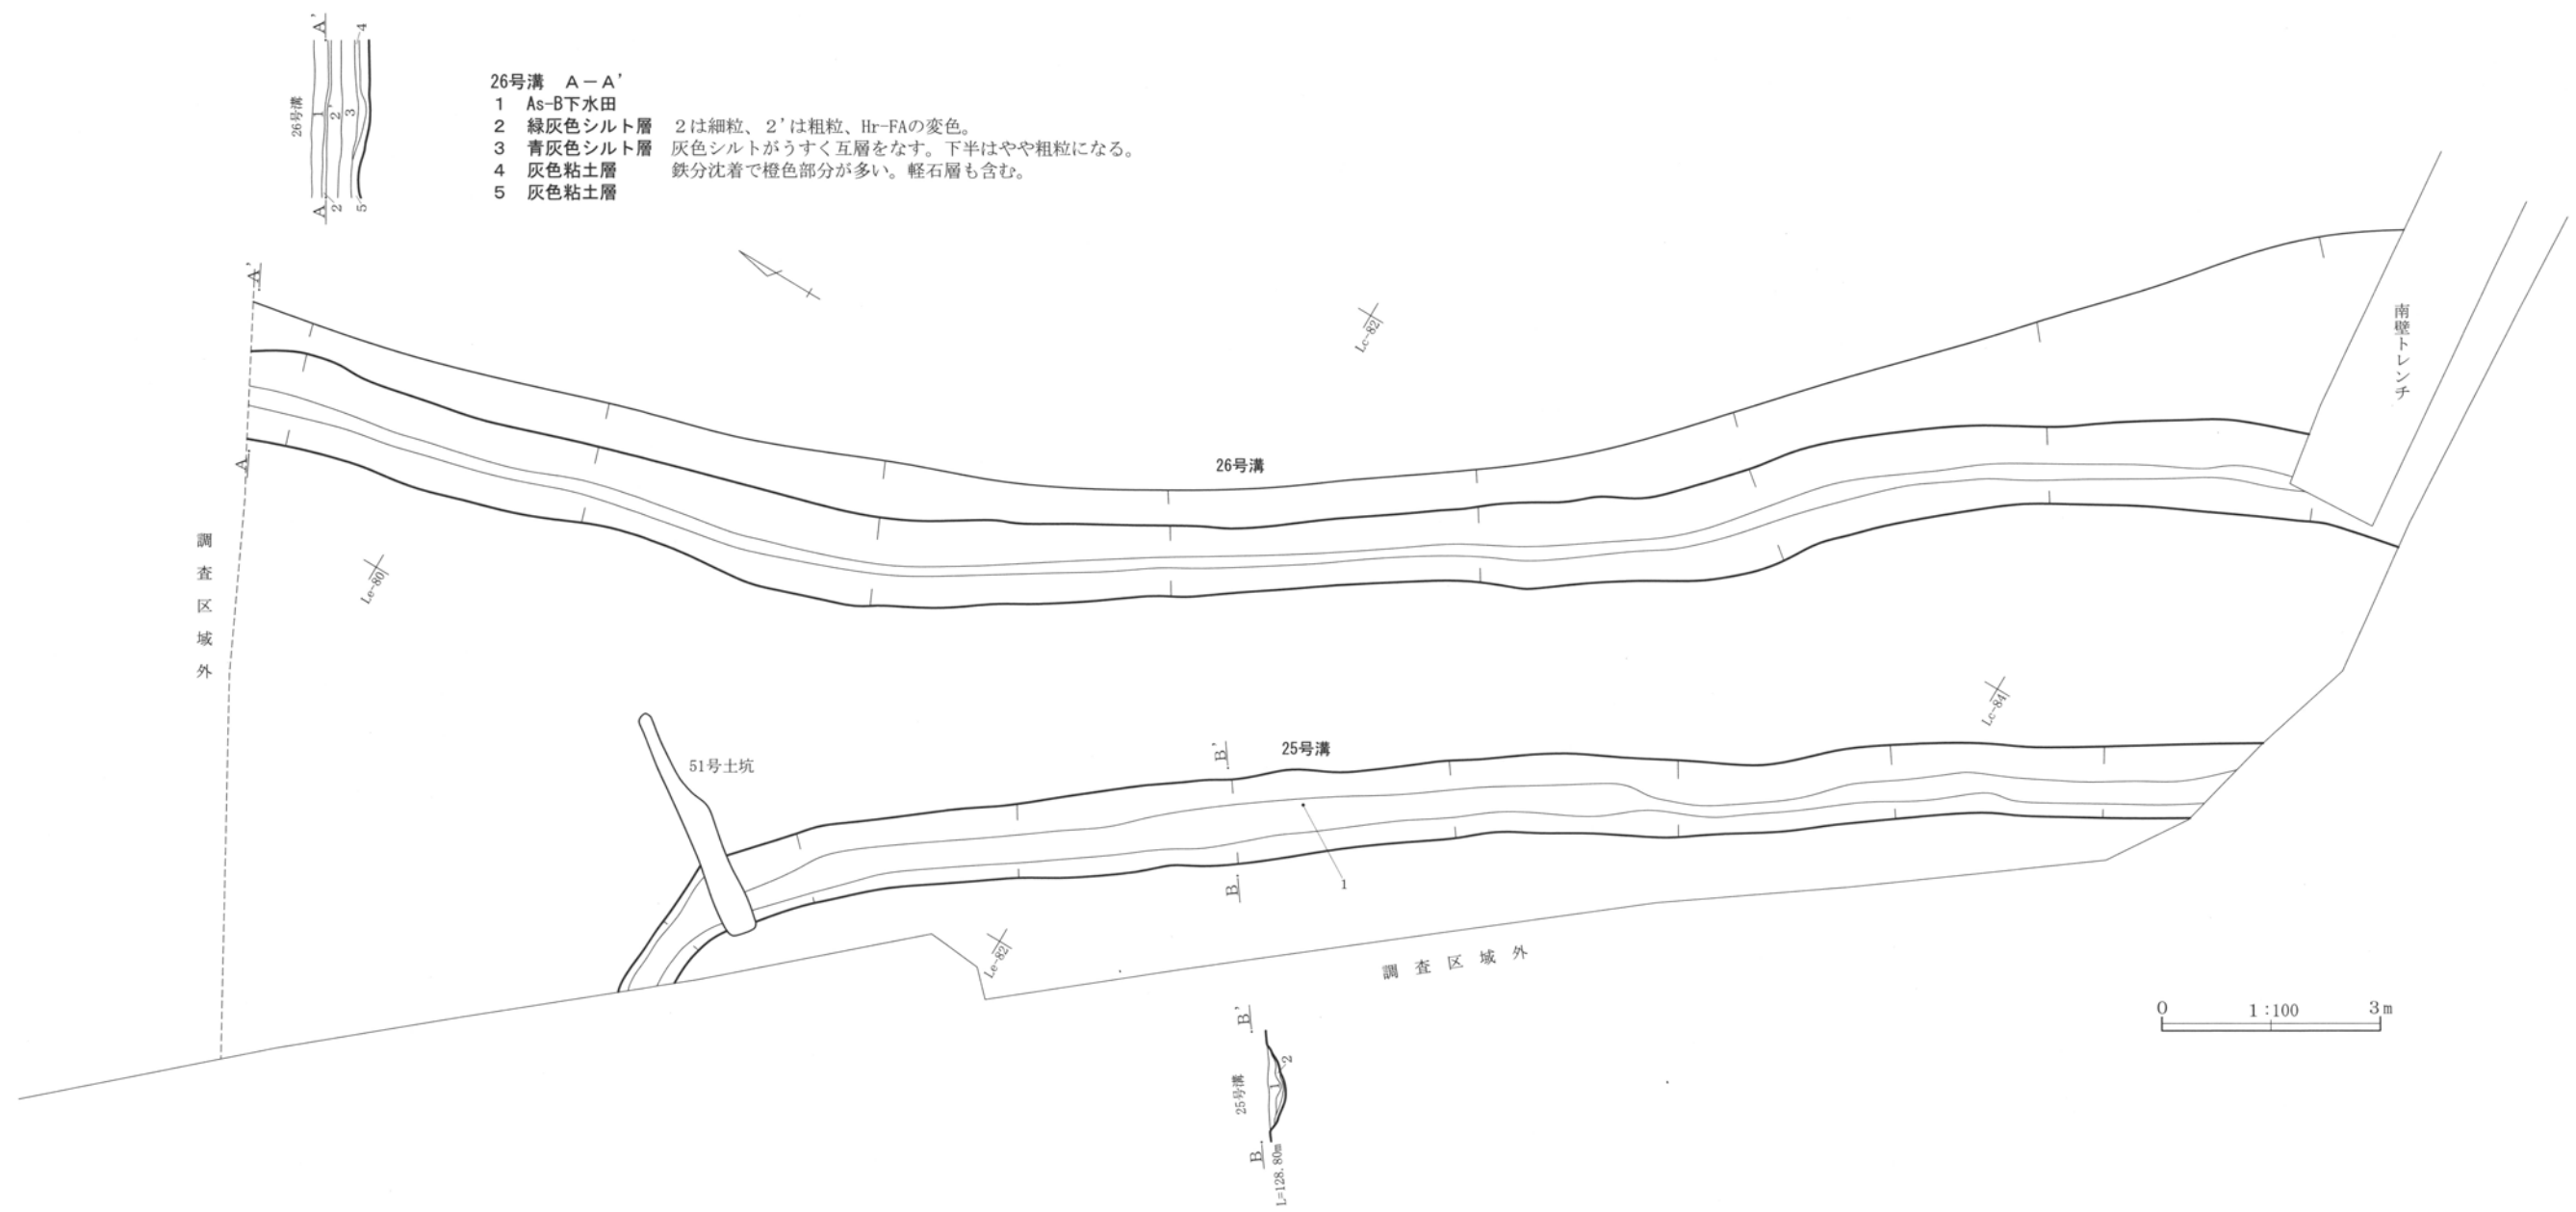 A'
4
26号溝
1
2'
3
A
2
5
26号溝 A－A'
1 As-B下水田
2 緑灰色シルト層 2は細粒、2'は粗粒、Hr-FAの変色。
3 青灰色シルト層 灰色シルトがうすく互層をなす。下半はやや粗粒になる。
4 灰色粘土層 鉄分沈着で橙色部分が多い。軽石層も含む。
5 灰色粘土層
A'
Lc-82
南壁トレンチ
26号溝
A
調査区域外
Le-80
Lc-84
51号土坑
B'
25号溝
B
1
Le-82
調査区域外
0 1:100 3m
B'
25号溝
1
2
B
L=128.80m